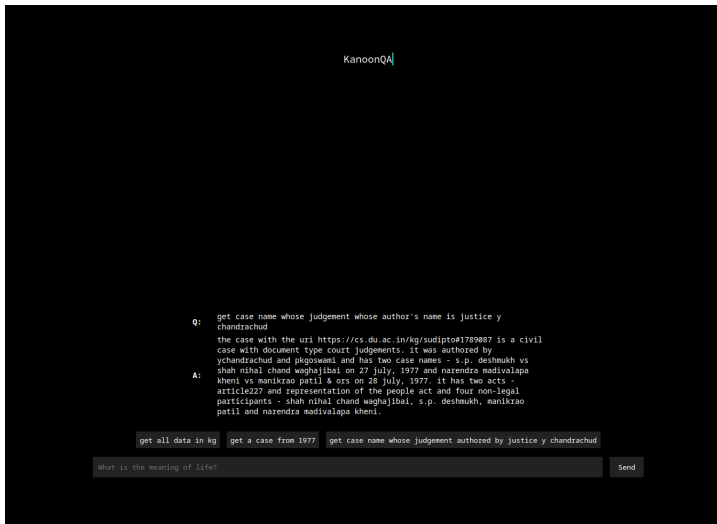 KanoonQA
Q:
get case name whose judgement whose author's name is justice y
chandrachud
A:
the case with the uri https://cs.du.ac.in/kg/sudipto#1789087 is a civil
case with document type court judgements. it was authored by
ychandrachud and pkgoswami and has two case names - s.p. deshmukh vs
shah nihal chand waghajibai on 27 july, 1977 and narendra madivalapa
kheni vs manikrao patil & ors on 28 july, 1977. it has two acts -
article227 and representation of the people act and four non-legal
participants - shah nihal chand waghajibai, s.p. deshmukh, manikrao
patil and narendra madivalapa kheni.
get all data in kg
get a case from 1977
get case name whose judgement authored by justice y chandrachud
What is the meaning of life?
Send